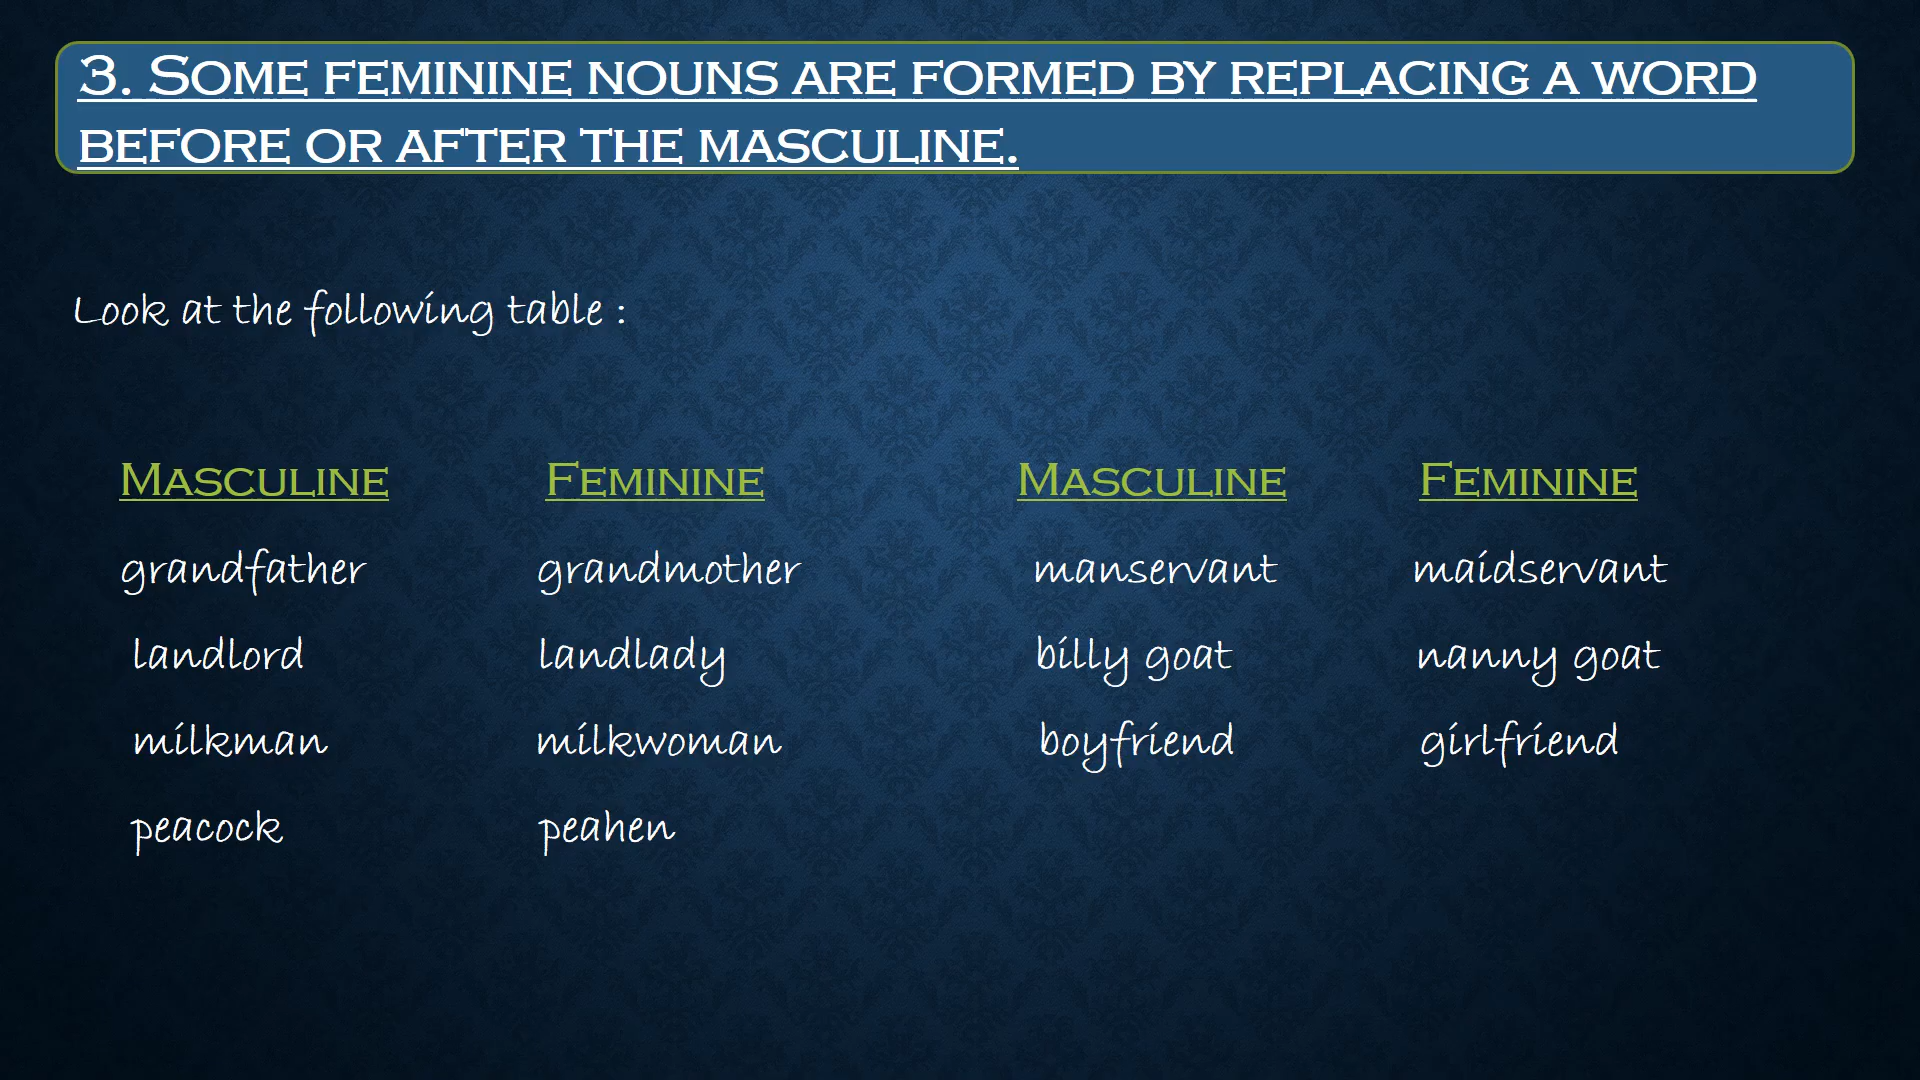 3. Some feminine nouns are formed by replacing a word
before or after the masculine.
Look at the following table :
Masculine Feminine Masculine Feminine
grandfather grandmother manservant maidservant
landlord landlady billy goat nanny goat
milkman milkwoman boyfriend girlfriend
peacock peahen